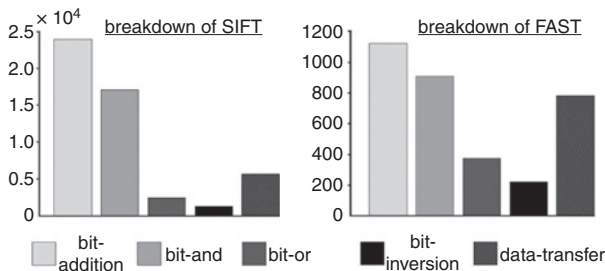 × 10⁴
breakdown of SIFT
2.5
2.0
1.5
1.0
0.5
0
breakdown of FAST
1200
1000
800
600
400
200
0
bit-
addition
bit-and
bit-or
bit-
inversion
data-transfer